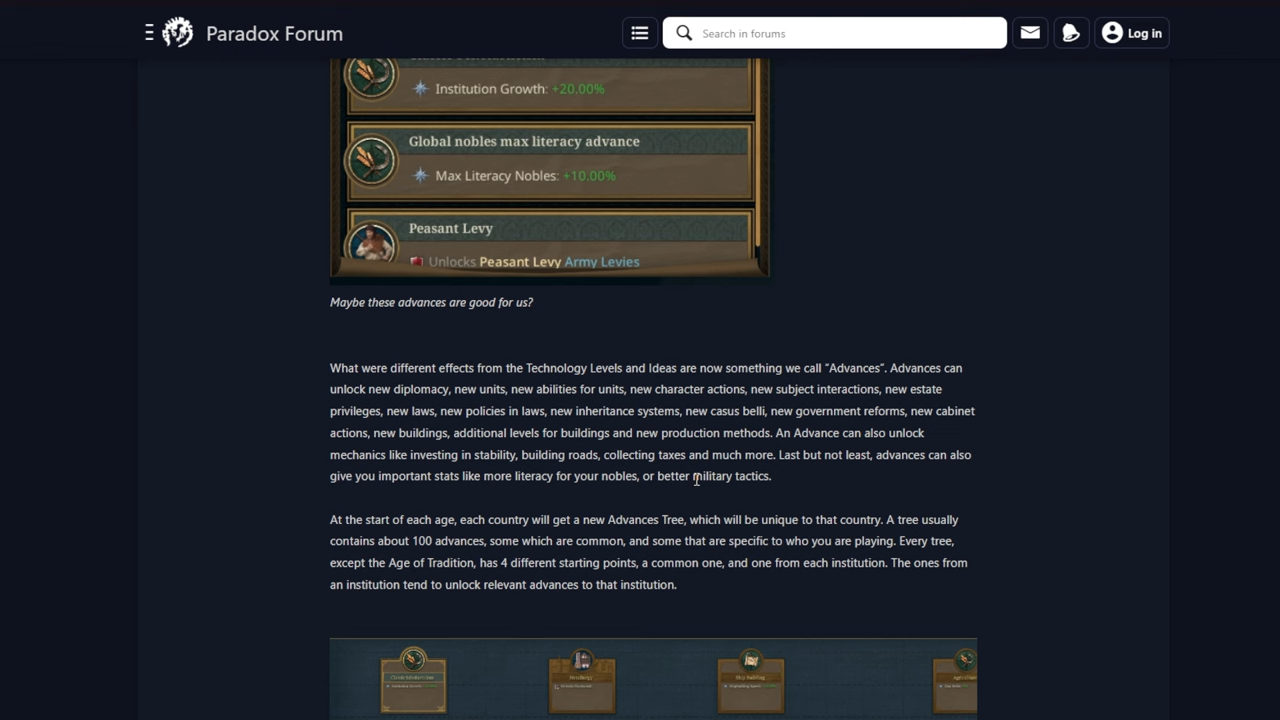 Paradox Forum
Search in forums
Log in
Institution Growth: +20.00%
Global nobles max literacy advance
Max Literacy Nobles: +10.00%
Peasant Levy
Unlocks Peasant Levy Army Levies
Maybe these advances are good for us?
What were different effects from the Technology Levels and Ideas are now something we call “Advances”. Advances can
unlock new diplomacy, new units, new abilities for units, new character actions, new subject interactions, new estate
privileges, new laws, new policies in laws, new inheritance systems, new casus belli, new government reforms, new cabinet
actions, new buildings, additional levels for buildings and new production methods. An Advance can also unlock
mechanics like investing in stability, building roads, collecting taxes and much more. Last but not least, advances can also
give you important stats like more literacy for your nobles, or better military tactics.
At the start of each age, each country will get a new Advances Tree, which will be unique to that country. A tree usually
contains about 100 advances, some which are common, and some that are specific to who you are playing. Every tree,
except the Age of Tradition, has 4 different starting points, a common one, and one from each institution. The ones from
an institution tend to unlock relevant advances to that institution.
Ship Building